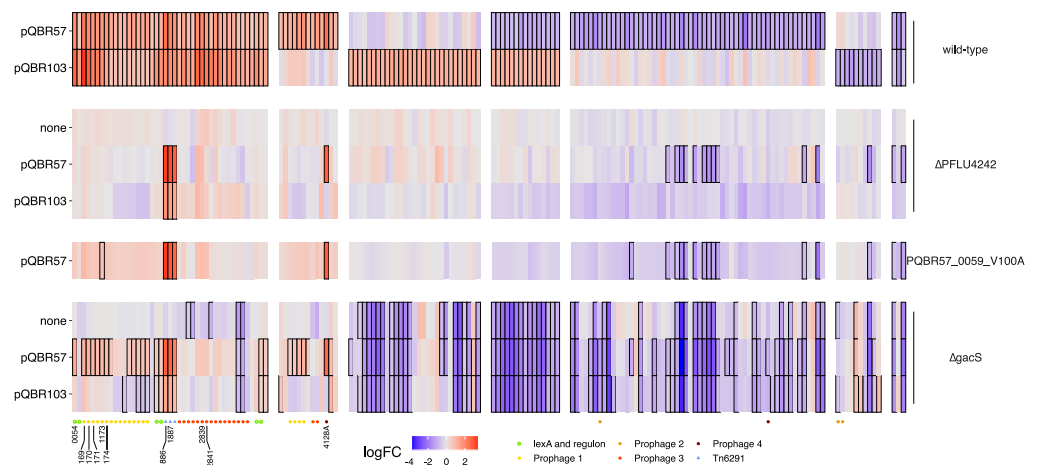 pQBR57
pQBR103
wild-type
none
pQBR57
pQBR103
ΔPFLU4242
pQBR57
PQBR57_0059_V100A
none
pQBR57
pQBR103
ΔgacS
0054
169
170
171
1173
174
886
1887
2839
2841
4128A
logFC
-4 -2 0 2
lexA and regulon
Prophage 1
Prophage 2
Prophage 3
Prophage 4
Tn6291